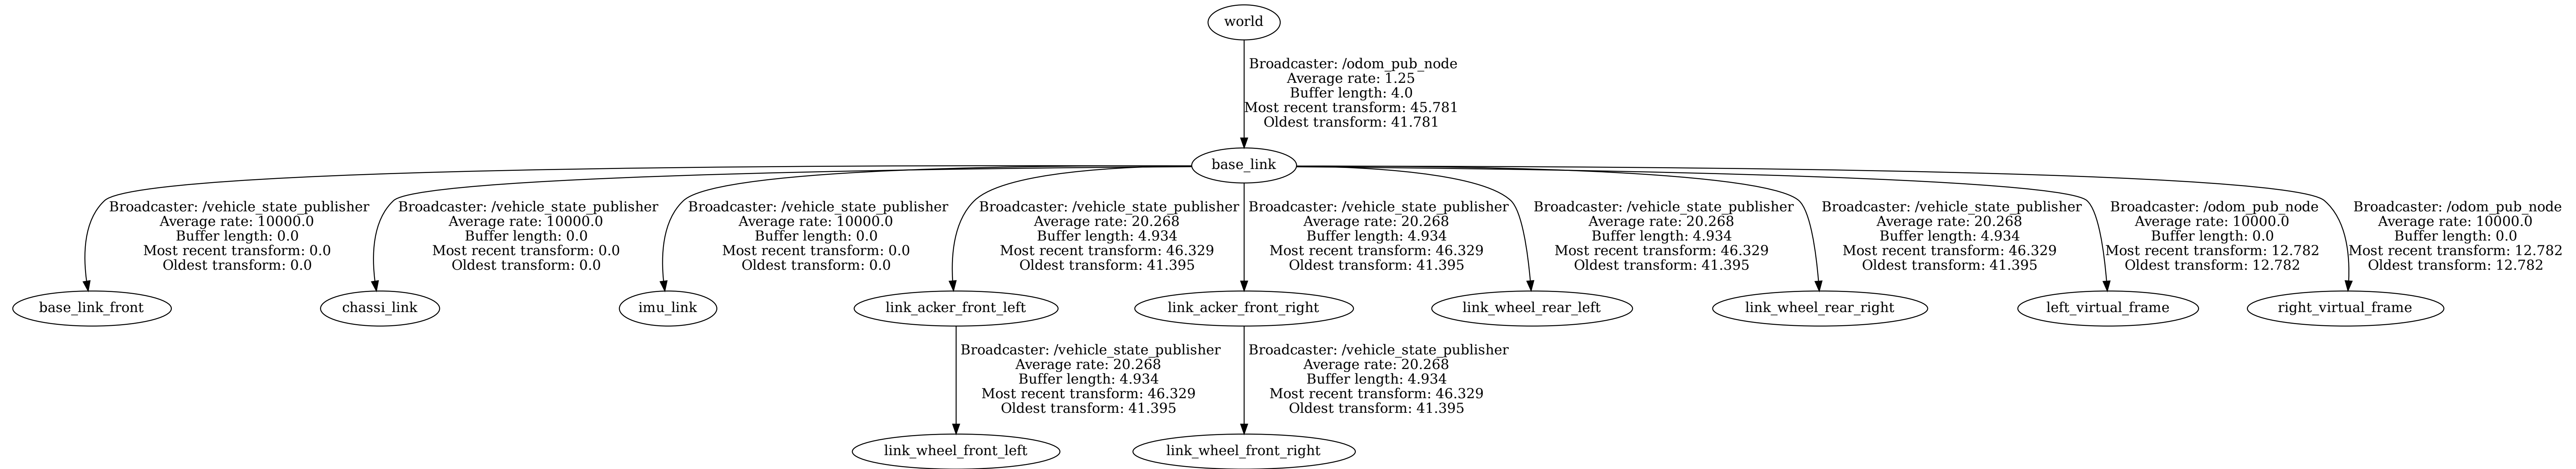 world
Broadcaster: /odom_pub_node
Average rate: 1.25
Buffer length: 4.0
Most recent transform: 45.781
Oldest transform: 41.781
base_link
Broadcaster: /vehicle_state_publisher
Average rate: 10000.0
Buffer length: 0.0
Most recent transform: 0.0
Oldest transform: 0.0
Broadcaster: /vehicle_state_publisher
Average rate: 10000.0
Buffer length: 0.0
Most recent transform: 0.0
Oldest transform: 0.0
Broadcaster: /vehicle_state_publisher
Average rate: 10000.0
Buffer length: 0.0
Most recent transform: 0.0
Oldest transform: 0.0
Broadcaster: /vehicle_state_publisher
Average rate: 20.268
Buffer length: 4.934
Most recent transform: 46.329
Oldest transform: 41.395
Broadcaster: /vehicle_state_publisher
Average rate: 20.268
Buffer length: 4.934
Most recent transform: 46.329
Oldest transform: 41.395
Broadcaster: /vehicle_state_publisher
Average rate: 20.268
Buffer length: 4.934
Most recent transform: 46.329
Oldest transform: 41.395
Broadcaster: /vehicle_state_publisher
Average rate: 20.268
Buffer length: 4.934
Most recent transform: 46.329
Oldest transform: 41.395
Broadcaster: /odom_pub_node
Average rate: 10000.0
Buffer length: 0.0
Most recent transform: 12.782
Oldest transform: 12.782
Broadcaster: /odom_pub_node
Average rate: 10000.0
Buffer length: 0.0
Most recent transform: 12.782
Oldest transform: 12.782
base_link_front
chassi_link
imu_link
link_acker_front_left
link_acker_front_right
link_wheel_rear_left
link_wheel_rear_right
left_virtual_frame
right_virtual_frame
Broadcaster: /vehicle_state_publisher
Average rate: 20.268
Buffer length: 4.934
Most recent transform: 46.329
Oldest transform: 41.395
Broadcaster: /vehicle_state_publisher
Average rate: 20.268
Buffer length: 4.934
Most recent transform: 46.329
Oldest transform: 41.395
link_wheel_front_left
link_wheel_front_right